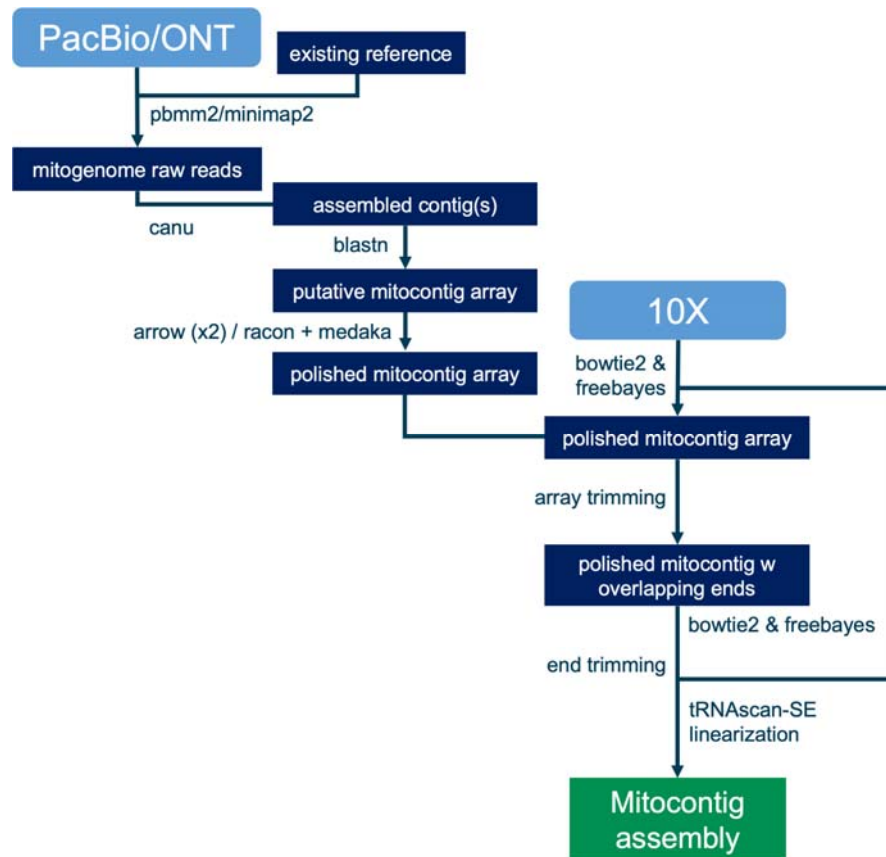 PacBio/ONT
existing reference
pbmm2/minimap2
mitogenome raw reads
canu
assembled contig(s)
blastn
putative mitocontig array
10X
arrow (x2) / racon + medaka
bowtie2 &
freebayes
polished mitocontig array
polished mitocontig array
array trimming
polished mitocontig w
overlapping ends
bowtie2 & freebayes
end trimming
tRNAscan-SE
linearization
Mitocontig
assembly